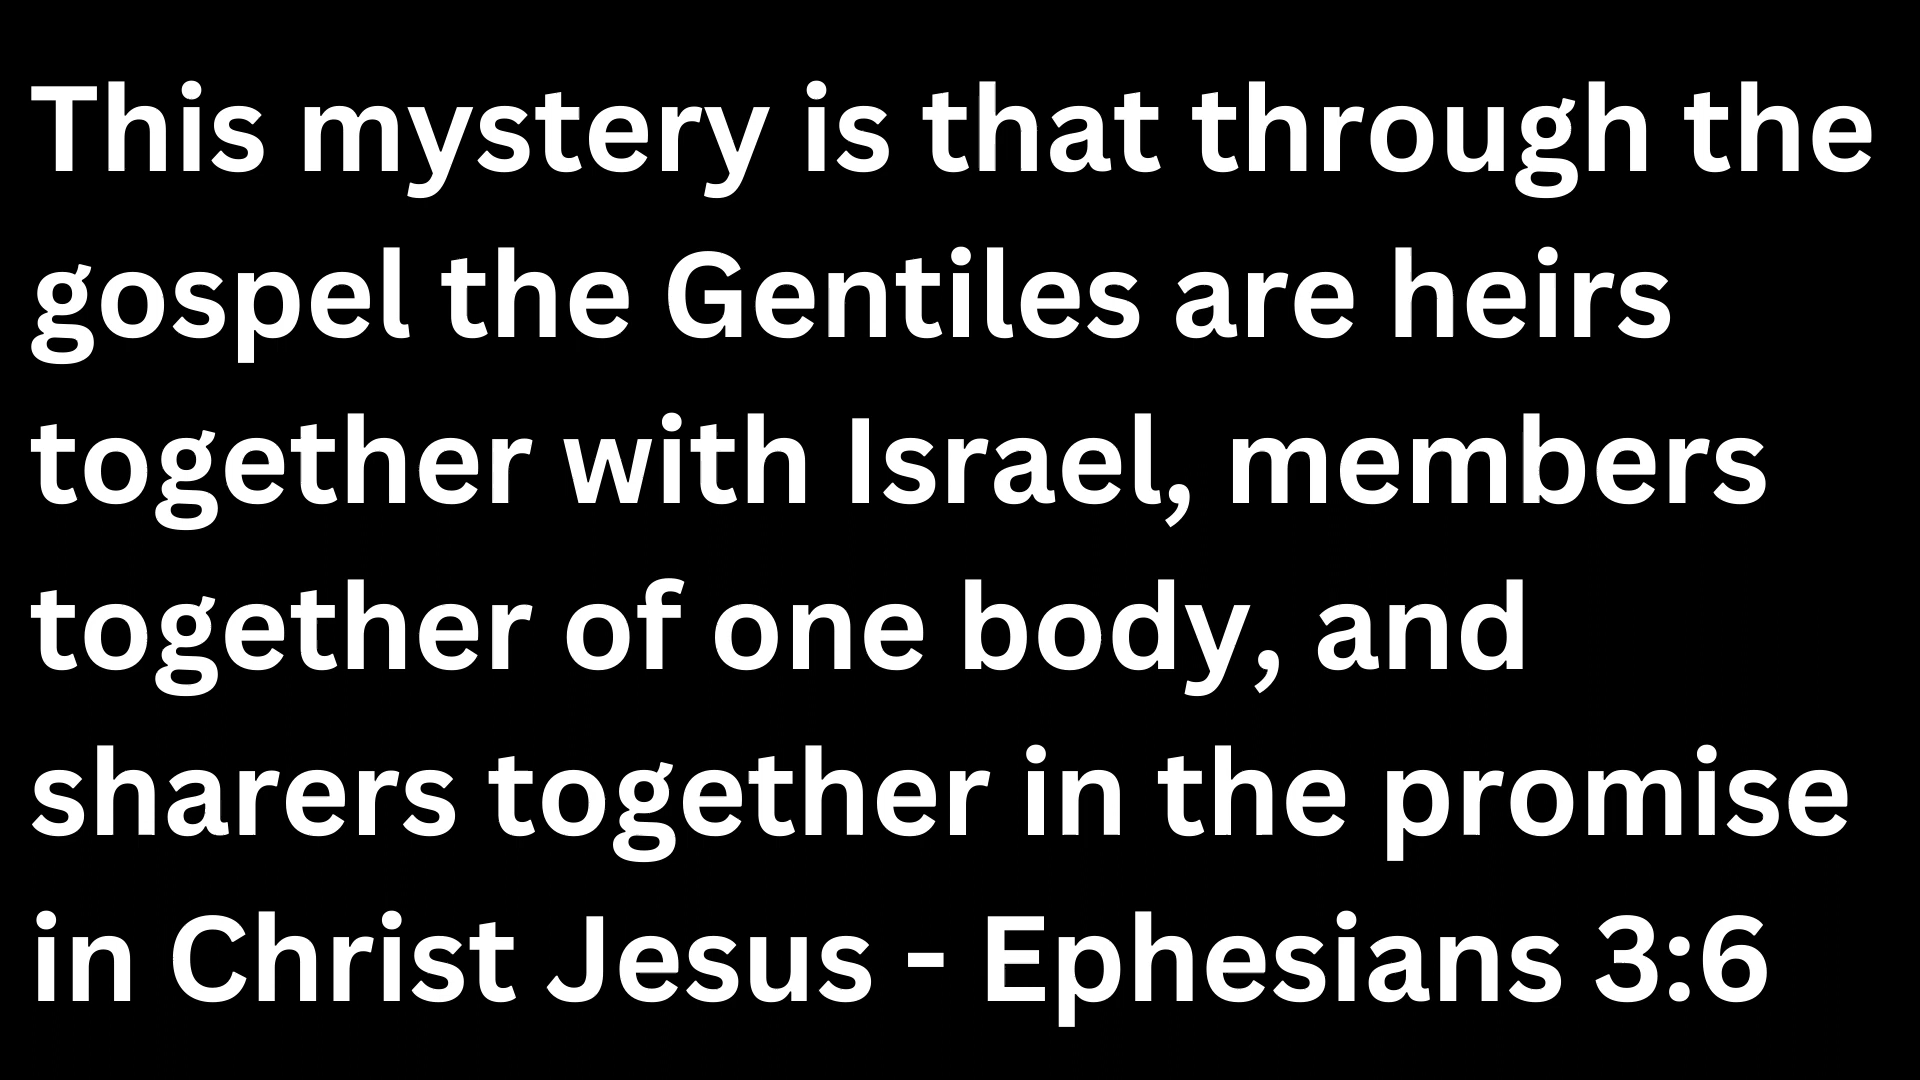 This mystery is that through the
gospel the Gentiles are heirs
together with Israel, members
together of one body, and
sharers together in the promise
in Christ Jesus - Ephesians 3:6